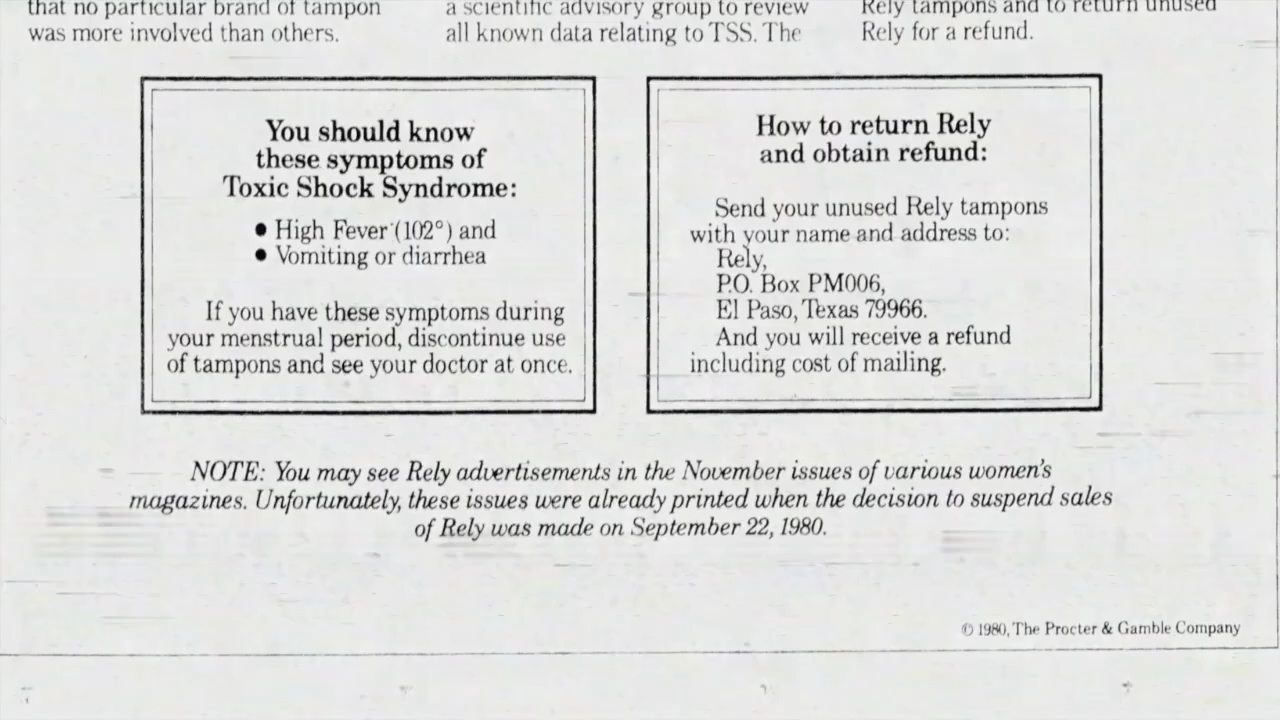 that no particular brand of tampon
was more involved than others.
a scientific advisory group to review
all known data relating to TSS. The
Rely tampons and to return unused
Rely for a refund.
You should know
these symptoms of
Toxic Shock Syndrome:
● High Fever (102°) and
● Vomiting or diarrhea
If you have these symptoms during
your menstrual period, discontinue use
of tampons and see your doctor at once.
How to return Rely
and obtain refund:
Send your unused Rely tampons
with your name and address to:
Rely,
P.O. Box PM006,
El Paso, Texas 79966.
And you will receive a refund
including cost of mailing.
NOTE: You may see Rely advertisements in the November issues of various women's
magazines. Unfortunately, these issues were already printed when the decision to suspend sales
of Rely was made on September 22, 1980.
© 1980, The Procter & Gamble Company